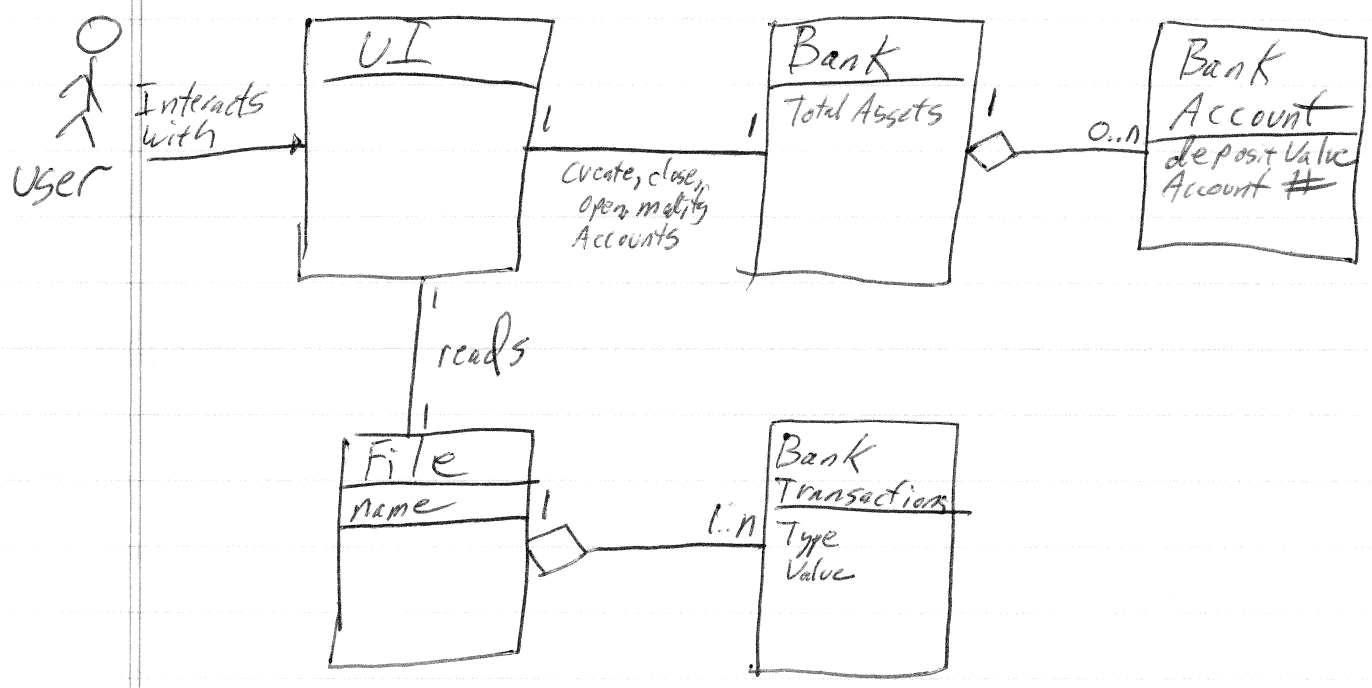 User
Interacts
with
UI
1
1
Create, close,
open,
Accounts
Bank
Total Assets
1
0..n
Bank
Account
deposit Value
Account #
1
reads
1
File
name
1
1..n
Bank
Transactions
Type
Value